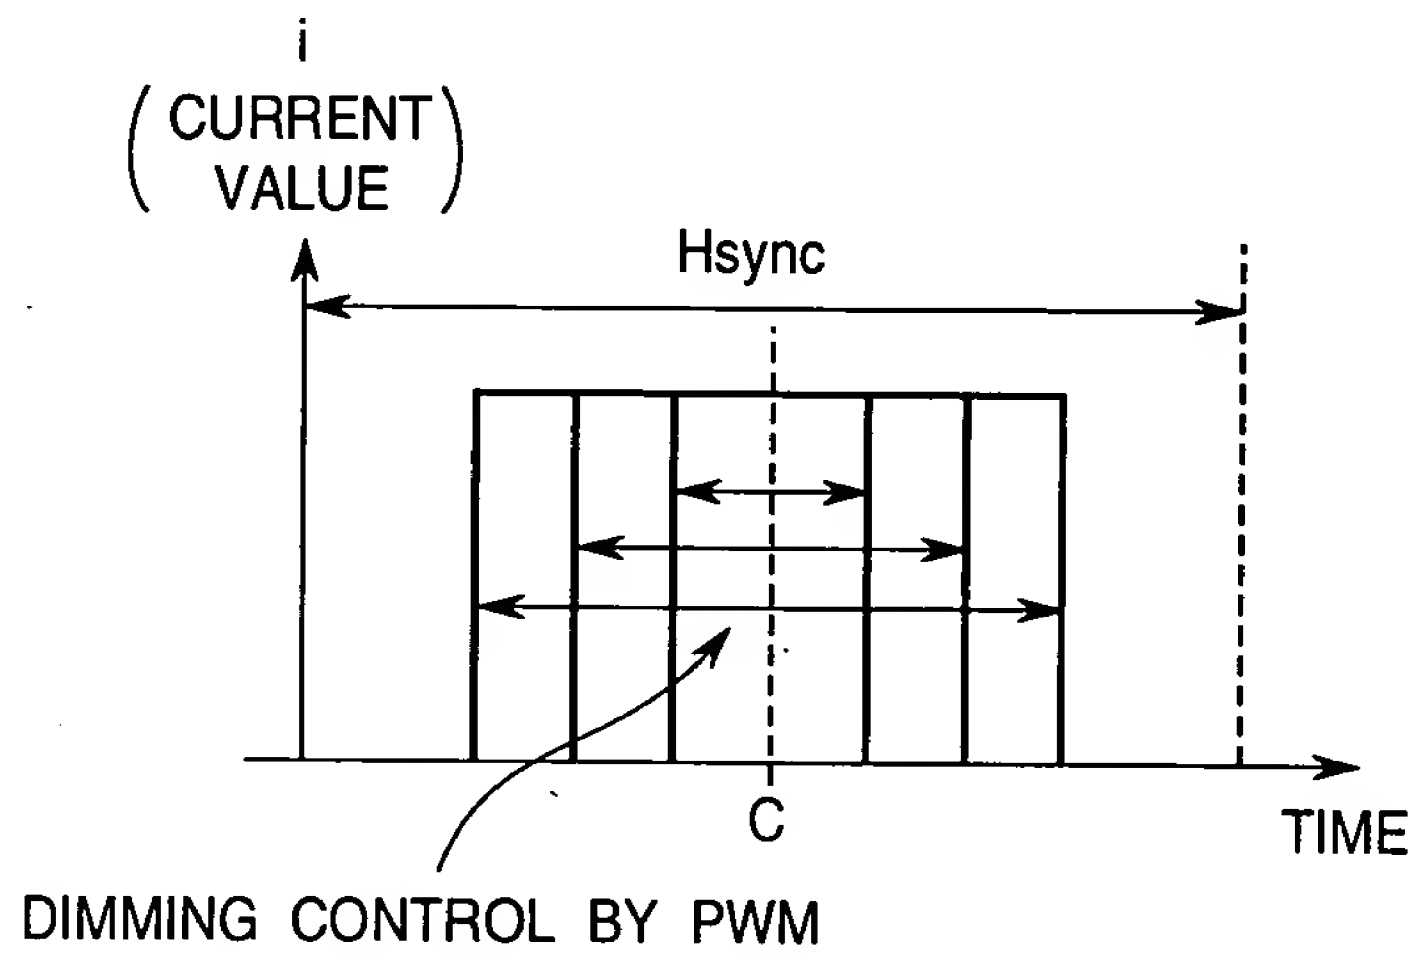 i
(CURRENT
VALUE)
Hsync
C
TIME
DIMMING CONTROL BY PWM